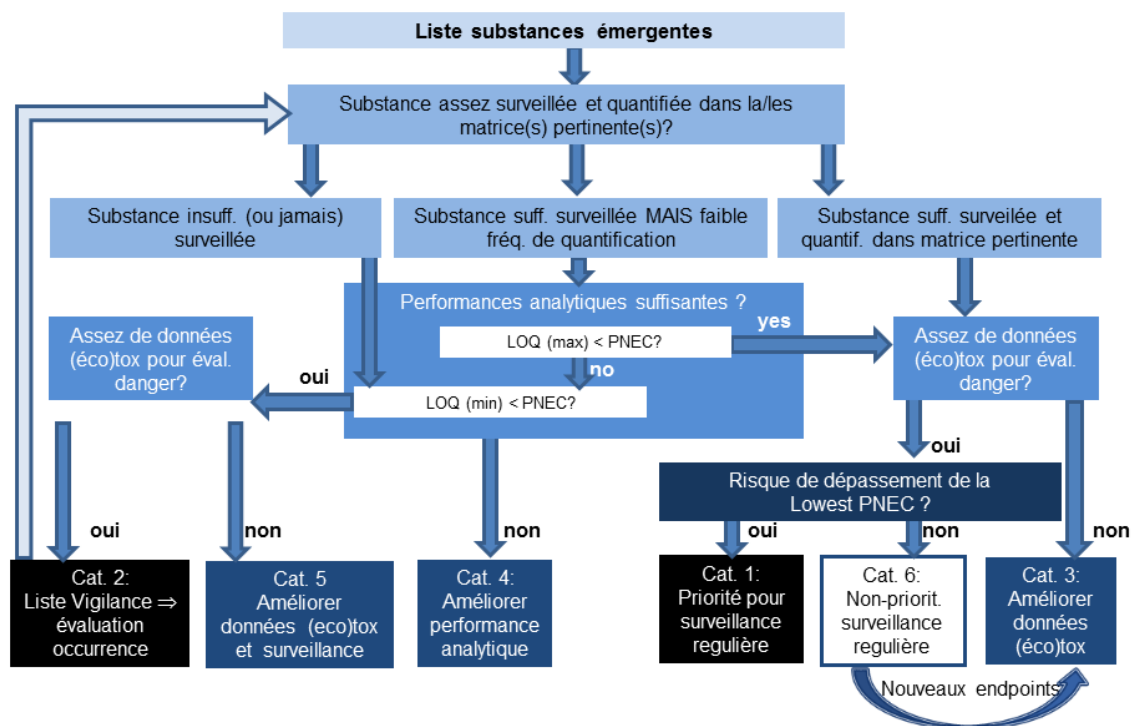 Liste substances émergentes
Substance assez surveillée et quantifiée dans la/les
matrice(s) pertinente(s)?
Substance insuff. (ou jamais)
surveillée
Substance suff. surveillée MAIS faible
fréq. de quantification
Substance suff. surveilée et
quantif. dans matrice pertinente
Performances analytiques suffisantes ?
LOQ (max) < PNEC?
yes
no
LOQ (min) < PNEC?
oui
Assez de données
(éco)tox pour éval.
danger?
Assez de données
(éco)tox pour éval.
danger?
oui
Risque de dépassement de la
Lowest PNEC ?
oui
non
non
oui
non
non
Cat. 2:
Liste Vigilance ⇒
évaluation
occurrence
Cat. 5
Améliorer
données (eco)tox
et surveillance
Cat. 4:
Améliorer
performance
analytique
Cat. 1:
Priorité pour
surveillance
regulière
Cat. 6:
Non-priorit.
surveillance
regulière
Cat. 3:
Améliorer
données
(éco)tox
Nouveaux endpoints